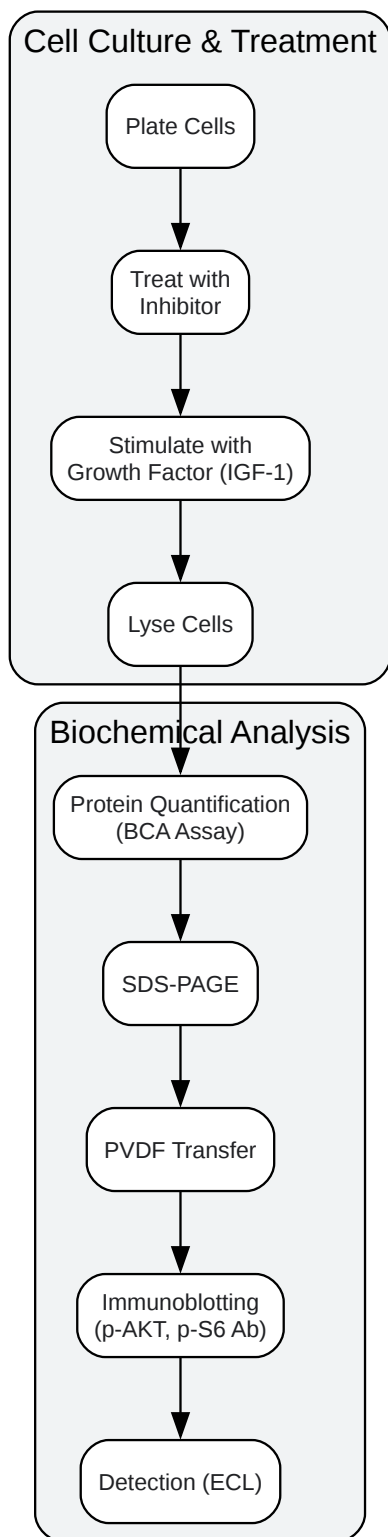 Cell Culture & Treatment
Plate Cells
Treat with
Inhibitor
Stimulate with
Growth Factor (IGF-1)
Lyse Cells
Biochemical Analysis
Protein Quantification
(BCA Assay)
SDS-PAGE
PVDF Transfer
Immunoblotting
(p-AKT, p-S6 Ab)
Detection (ECL)